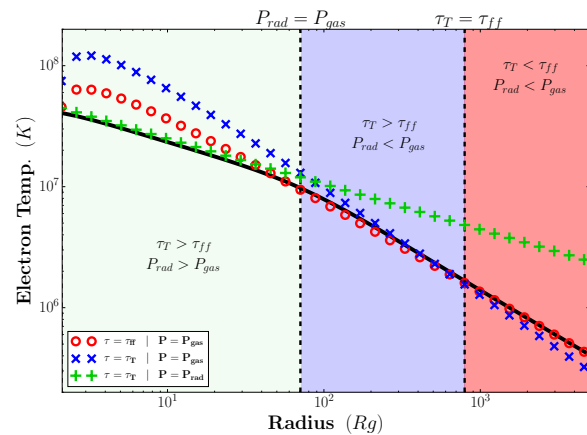 P_rad = P_gas
τ_T = τ_ff
Electron Temp. (K)
10^8
10^7
10^6
τ_T > τ_ff
P_rad > P_gas
τ_T > τ_ff
P_rad < P_gas
τ_T < τ_ff
P_rad < P_gas
τ = τ_ff | P = P_gas
τ = τ_T | P = P_gas
τ = τ_T | P = P_rad
10^1
10^2
10^3
Radius (Rg)